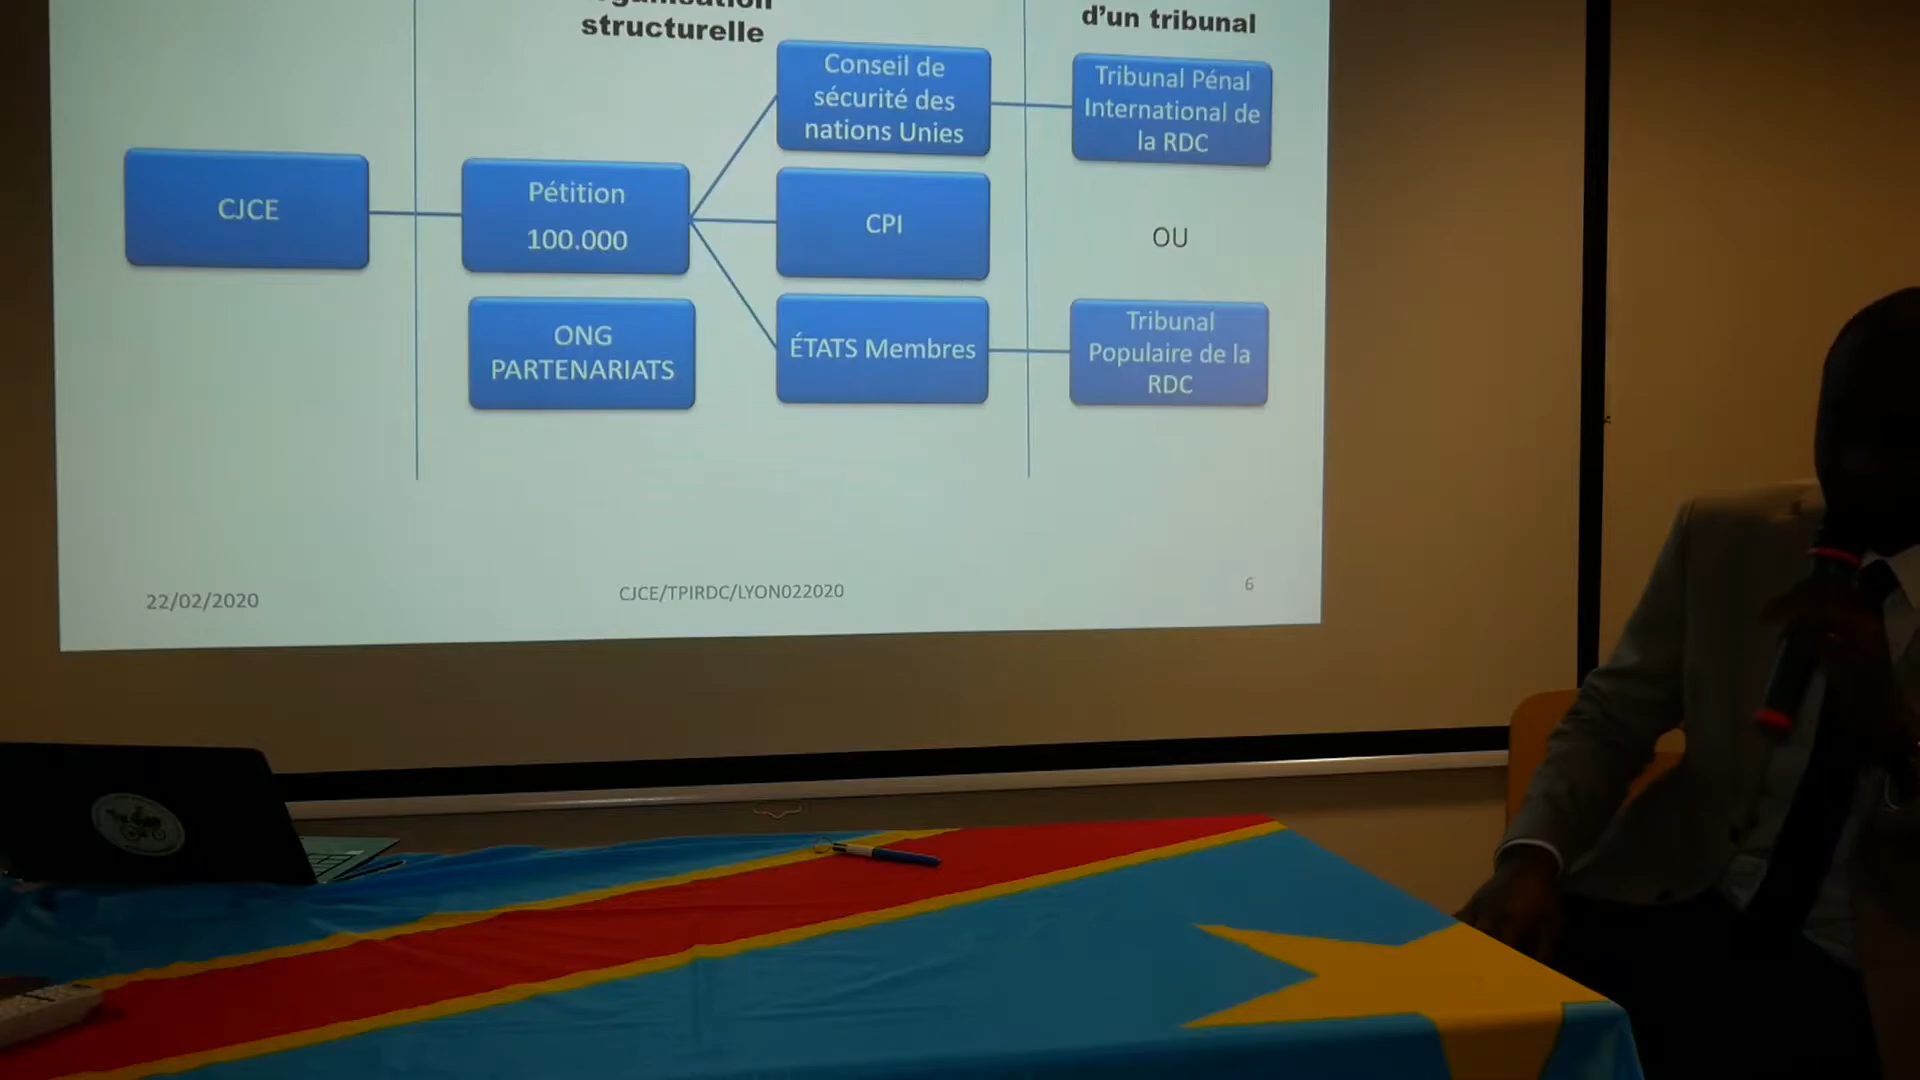 structurelle
d'un tribunal
CJCE
Pétition
100.000
ONG
PARTENARIATS
Conseil de
sécurité des
nations Unies
CPI
ÉTATS Membres
Tribunal Pénal
International de
la RDC
OU
Tribunal
Populaire de la
RDC
22/02/2020
CJCE/TPIRDC/LYON022020
6